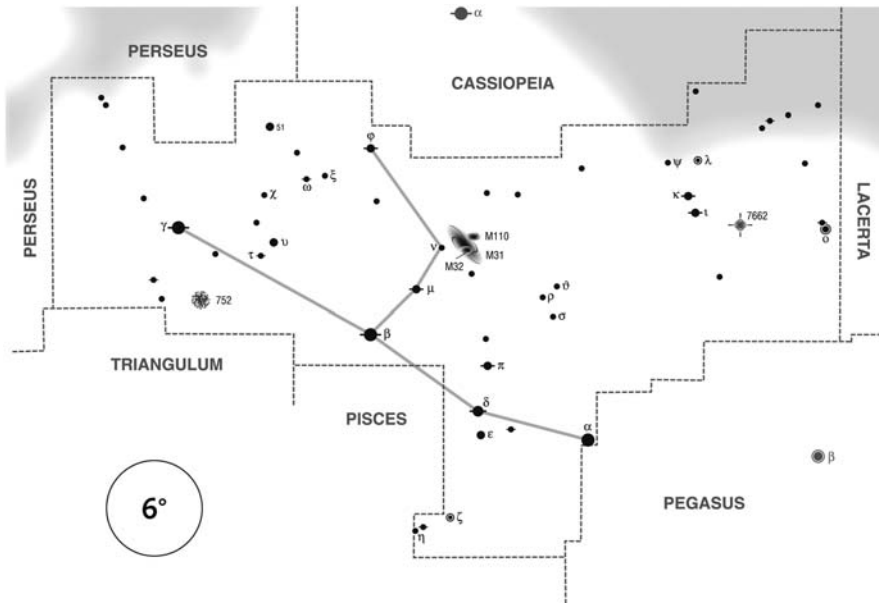 α
PERSEUS
CASSIOPEIA
51
φ
ψ
λ
ξ
ω
χ
κ
ι
PERSEUS
LACERTA
γ
υ
τ
ν
M110
M31
M32
7662
ο
752
μ
ϑ
ρ
σ
β
π
TRIANGULUM
δ
PISCES
α
ε
β
6°
PEGASUS
ζ
η